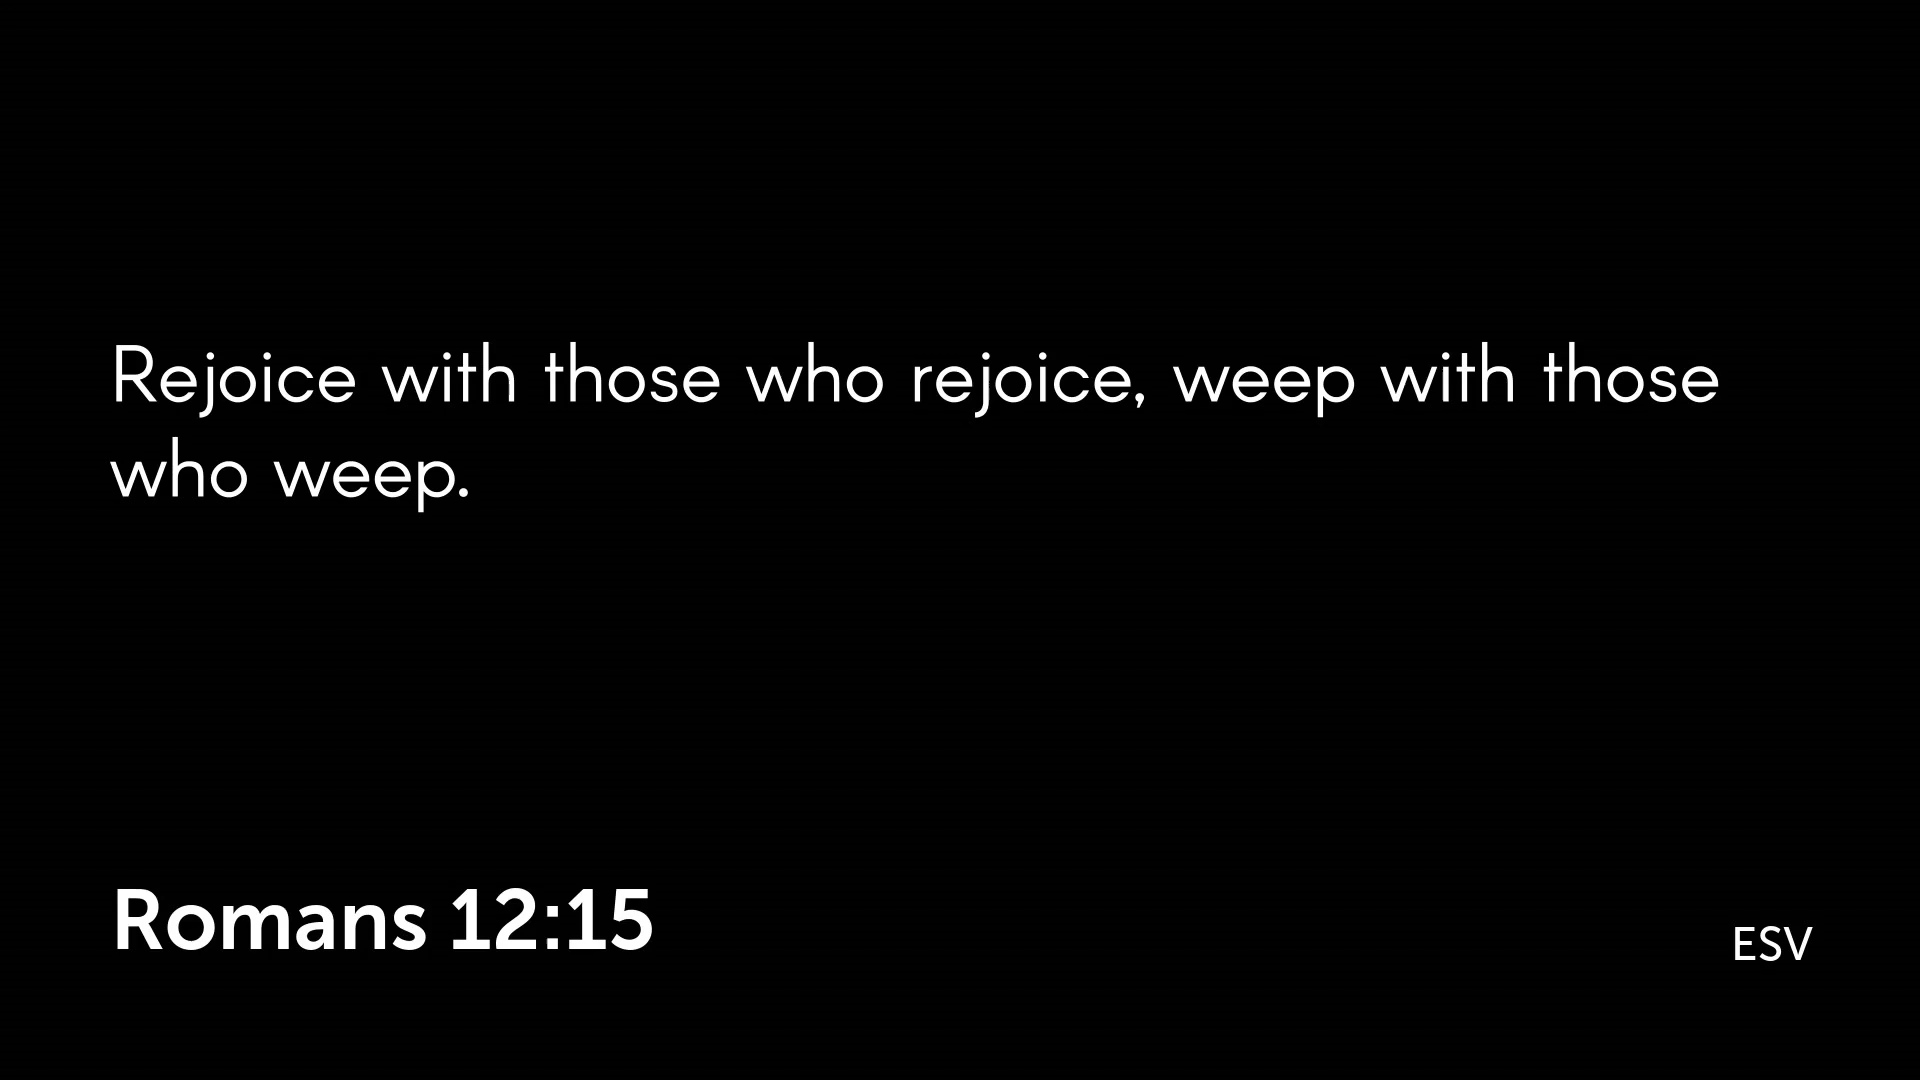 Rejoice with those who rejoice, weep with those
who weep.
Romans 12:15
ESV